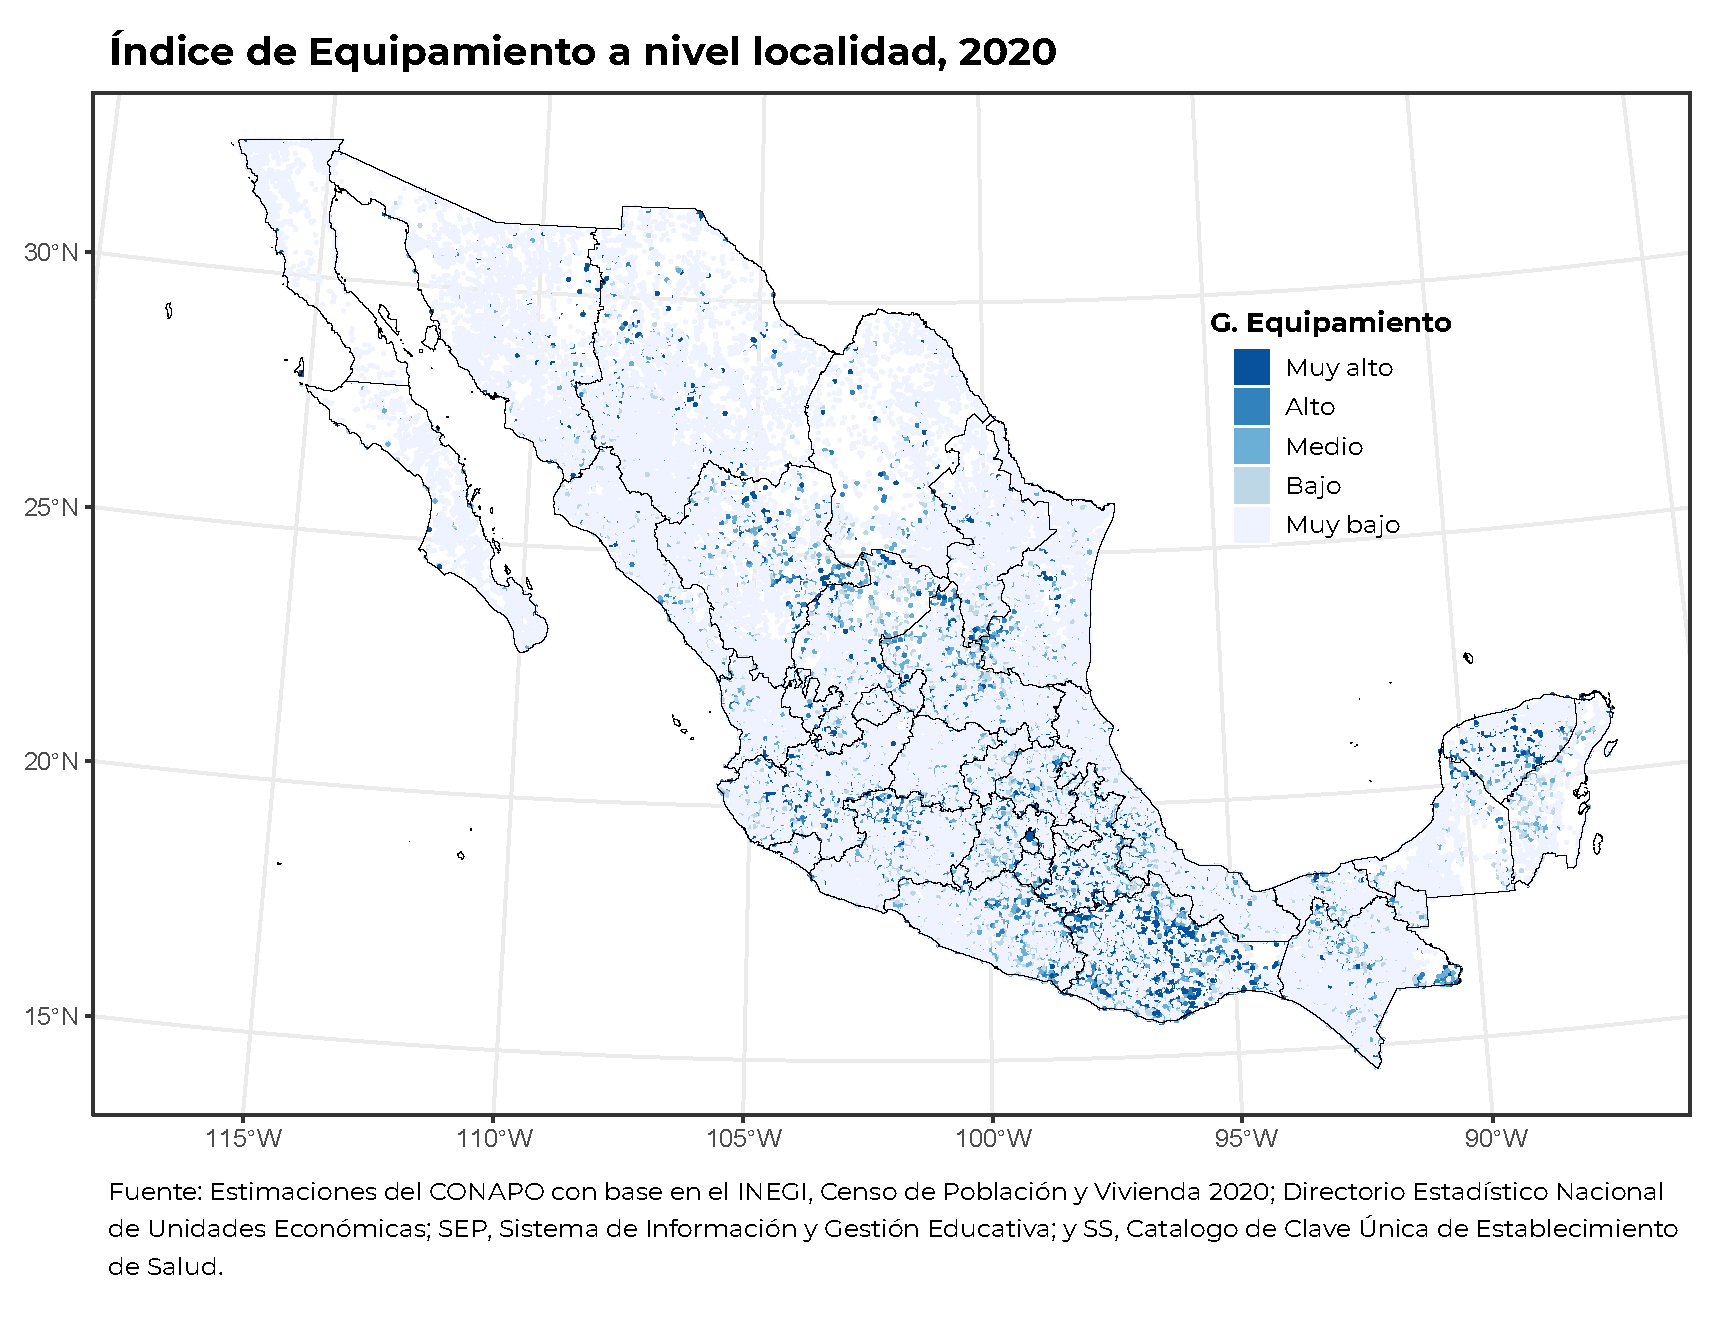 Índice de Equipamiento a nivel localidad, 2020
30°N
25°N
20°N
15°N
G. Equipamiento
Muy alto
Alto
Medio
Bajo
Muy bajo
115°W 110°W 105°W 100°W 95°W 90°W
Fuente: Estimaciones del CONAPO con base en el INEGI, Censo de Población y Vivienda 2020; Directorio Estadístico Nacional
de Unidades Económicas; SEP, Sistema de Información y Gestión Educativa; y SS, Catalogo de Clave Única de Establecimiento
de Salud.